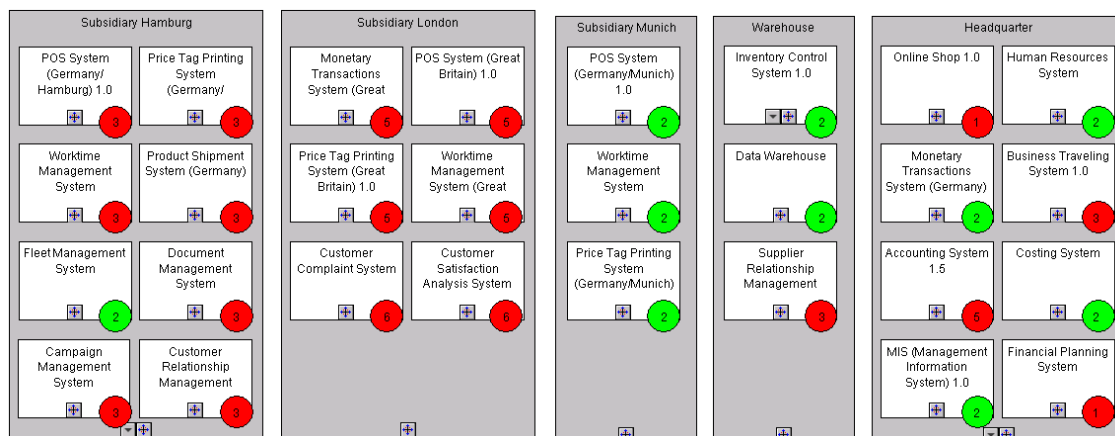 Subsidiary Hamburg
POS System
(Germany/
Hamburg) 1.0
3
Price Tag Printing
System
(Germany/
3
Worktime
Management
System
3
Product Shipment
System (Germany)
3
Fleet Management
System
2
Document
Management
System
3
Campaign
Management
System
3
Customer
Relationship
Management
3
Subsidiary London
Monetary
Transactions
System (Great
POS System (Great
Britain) 1.0
Price Tag Printing
System (Great
Britain) 1.0
Worktime
Management
System (Great
Customer
Complaint System
Customer
Satisfaction
Analysis System
Subsidiary Munich
POS System
(Germany/Munich)
1.0
2
Worktime
Management
System
2
Price Tag Printing
System
(Germany/Munich)
2
Warehouse
Inventory Control
System 1.0
2
Data Warehouse
2
Supplier
Relationship
Management
3
Headquarter
Online Shop 1.0
1
Human Resources
System
2
Monetary
Transactions
System (Germany)
2
Business Traveling
System 1.0
3
Accounting System
1.5
Costing System
2
MIS (Management
Information
System) 1.0
2
Financial Planning
System
1